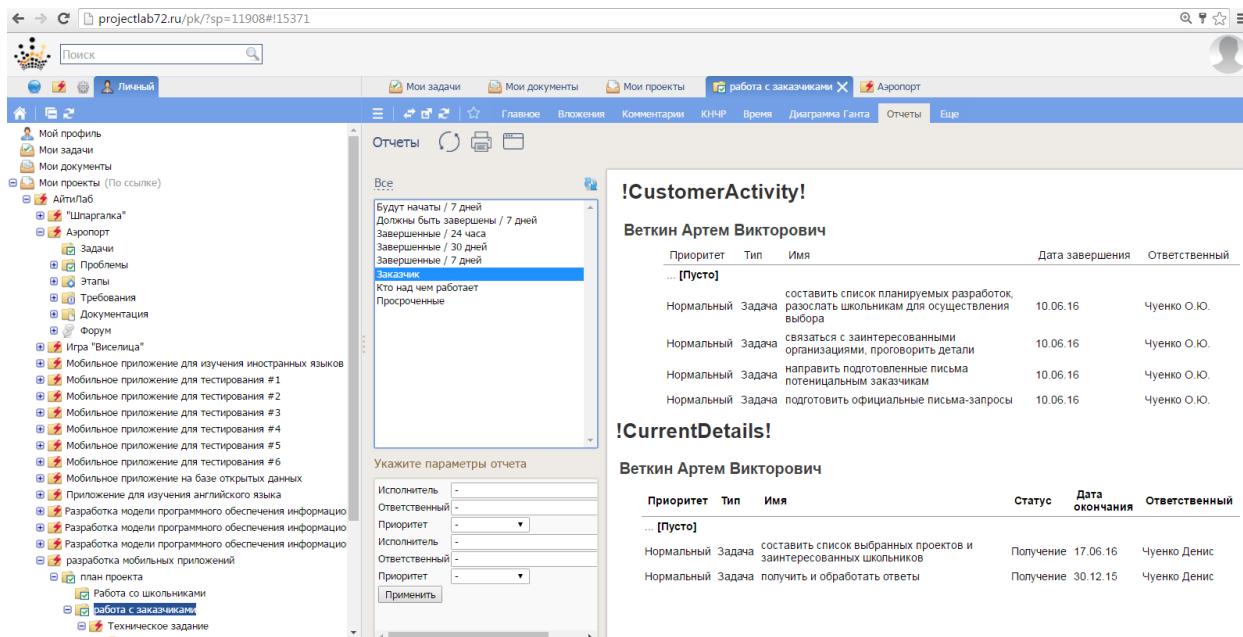 projectlab72.ru/pk/?sp=11908#!15371
Поиск
Личный
Мои задачи Мои документы Мои проекты работа с заказчиками Аэропорт
Главное Вложения Комментарии КНЧР Время Диаграмма Ганта Отчеты Еще
Мой профиль
Мои задачи
Мои документы
Мои проекты (По ссылке)
АйтиЛаб
"Шпаргалка"
Аэропорт
Задачи
Проблемы
Этапы
Требования
Документация
Форум
Игра "Виселица"
Мобильное приложение для изучения иностранных языков
Мобильное приложение для тестирования #1
Мобильное приложение для тестирования #2
Мобильное приложение для тестирования #3
Мобильное приложение для тестирования #4
Мобильное приложение для тестирования #5
Мобильное приложение для тестирования #6
Мобильное приложение на базе открытых данных
Приложение для изучения английского языка
Разработка модели программного обеспечения информацио
Разработка модели программного обеспечения информацио
Разработка модели программного обеспечения информацио
разработка мобильных приложений
план проекта
Работа со школьниками
работа с заказчиками
Техническое задание
Отчеты
Все
Будут начаты / 7 дней
Должны быть завершены / 7 дней
Завершенные / 24 часа
Завершенные / 30 дней
Завершенные / 7 дней
Заказчик
Кто над чем работает
Просроченные
Укажите параметры отчета
Исполнитель -
Ответственный -
Приоритет -
Исполнитель -
Ответственный -
Приоритет -
Применить
!CustomerActivity!
Веткин Артем Викторович
Приоритет Тип Имя Дата завершения Ответственный
... [Пусто]
составить список планируемых разработок,
Нормальный Задача разослать школьникам для осуществления 10.06.16 Чуенко О.Ю.
выбора
связаться с заинтересованными
Нормальный Задача организациями, проговорить детали 10.06.16 Чуенко О.Ю.
направить подготовленные письма
Нормальный Задача потеницальным заказчикам 10.06.16 Чуенко О.Ю.
Нормальный Задача подготовить официальные письма-запросы 10.06.16 Чуенко О.Ю.
!CurrentDetails!
Веткин Артем Викторович
Приоритет Тип Имя Статус Дата окончания Ответственный
... [Пусто]
составить список выбранных проектов и
Нормальный Задача заинтересованных школьников Получение 17.06.16 Чуенко Денис
Нормальный Задача получить и обработать ответы Получение 30.12.15 Чуенко Денис